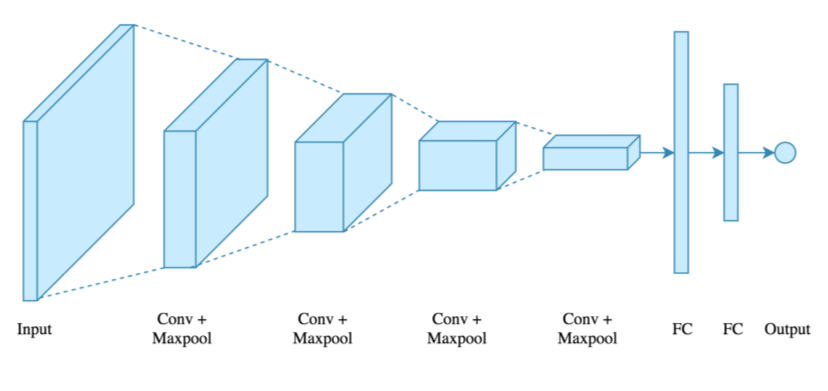 Input
Conv +
Maxpool
Conv +
Maxpool
Conv +
Maxpool
Conv +
Maxpool
FC
FC
Output